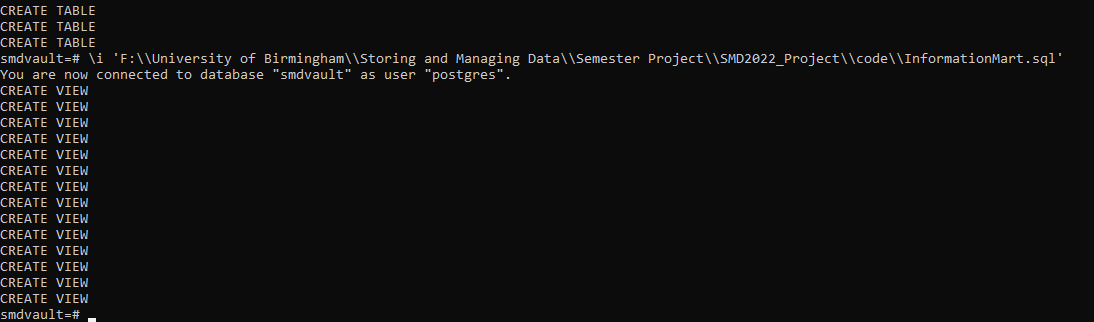 CREATE TABLE
CREATE TABLE
CREATE TABLE
smdvault=# \i 'F:\\University of Birmingham\\Storing and Managing Data\\Semester Project\\SMD2022_Project\\code\\InformationMart.sql'
You are now connected to database "smdvault" as user "postgres".
CREATE VIEW
CREATE VIEW
CREATE VIEW
CREATE VIEW
CREATE VIEW
CREATE VIEW
CREATE VIEW
CREATE VIEW
CREATE VIEW
CREATE VIEW
CREATE VIEW
CREATE VIEW
CREATE VIEW
CREATE VIEW
smdvault=#